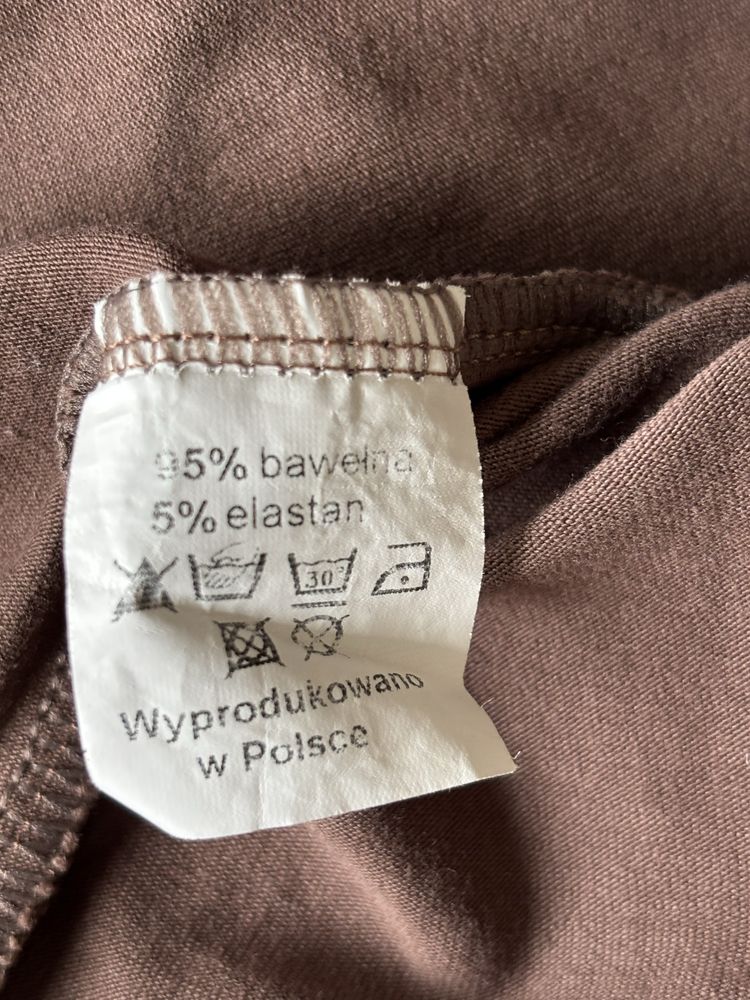 95% bawełna
5% elastan
30°
Wyprodukowano
w Polsce